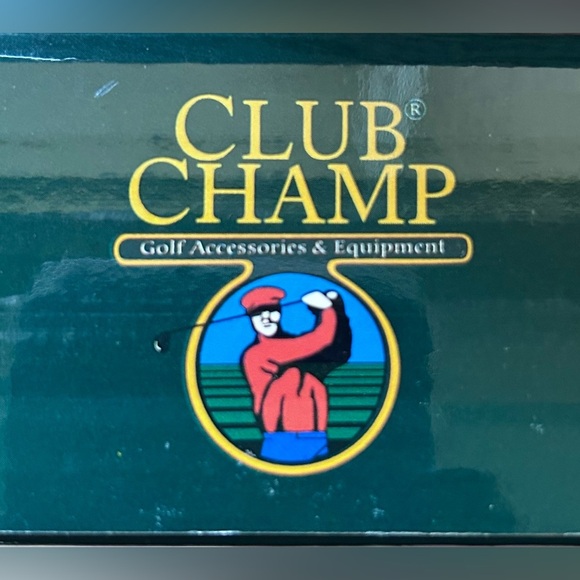 CLUB®
CHAMP
Golf Accessories & Equipment